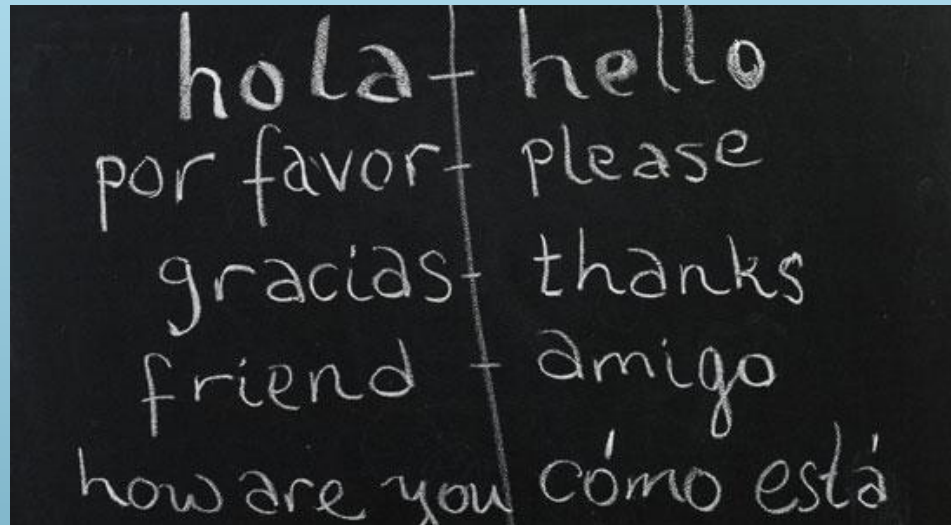 hola - hello
por favor - please
gracias - thanks
friend - amigo
how are you cómo está